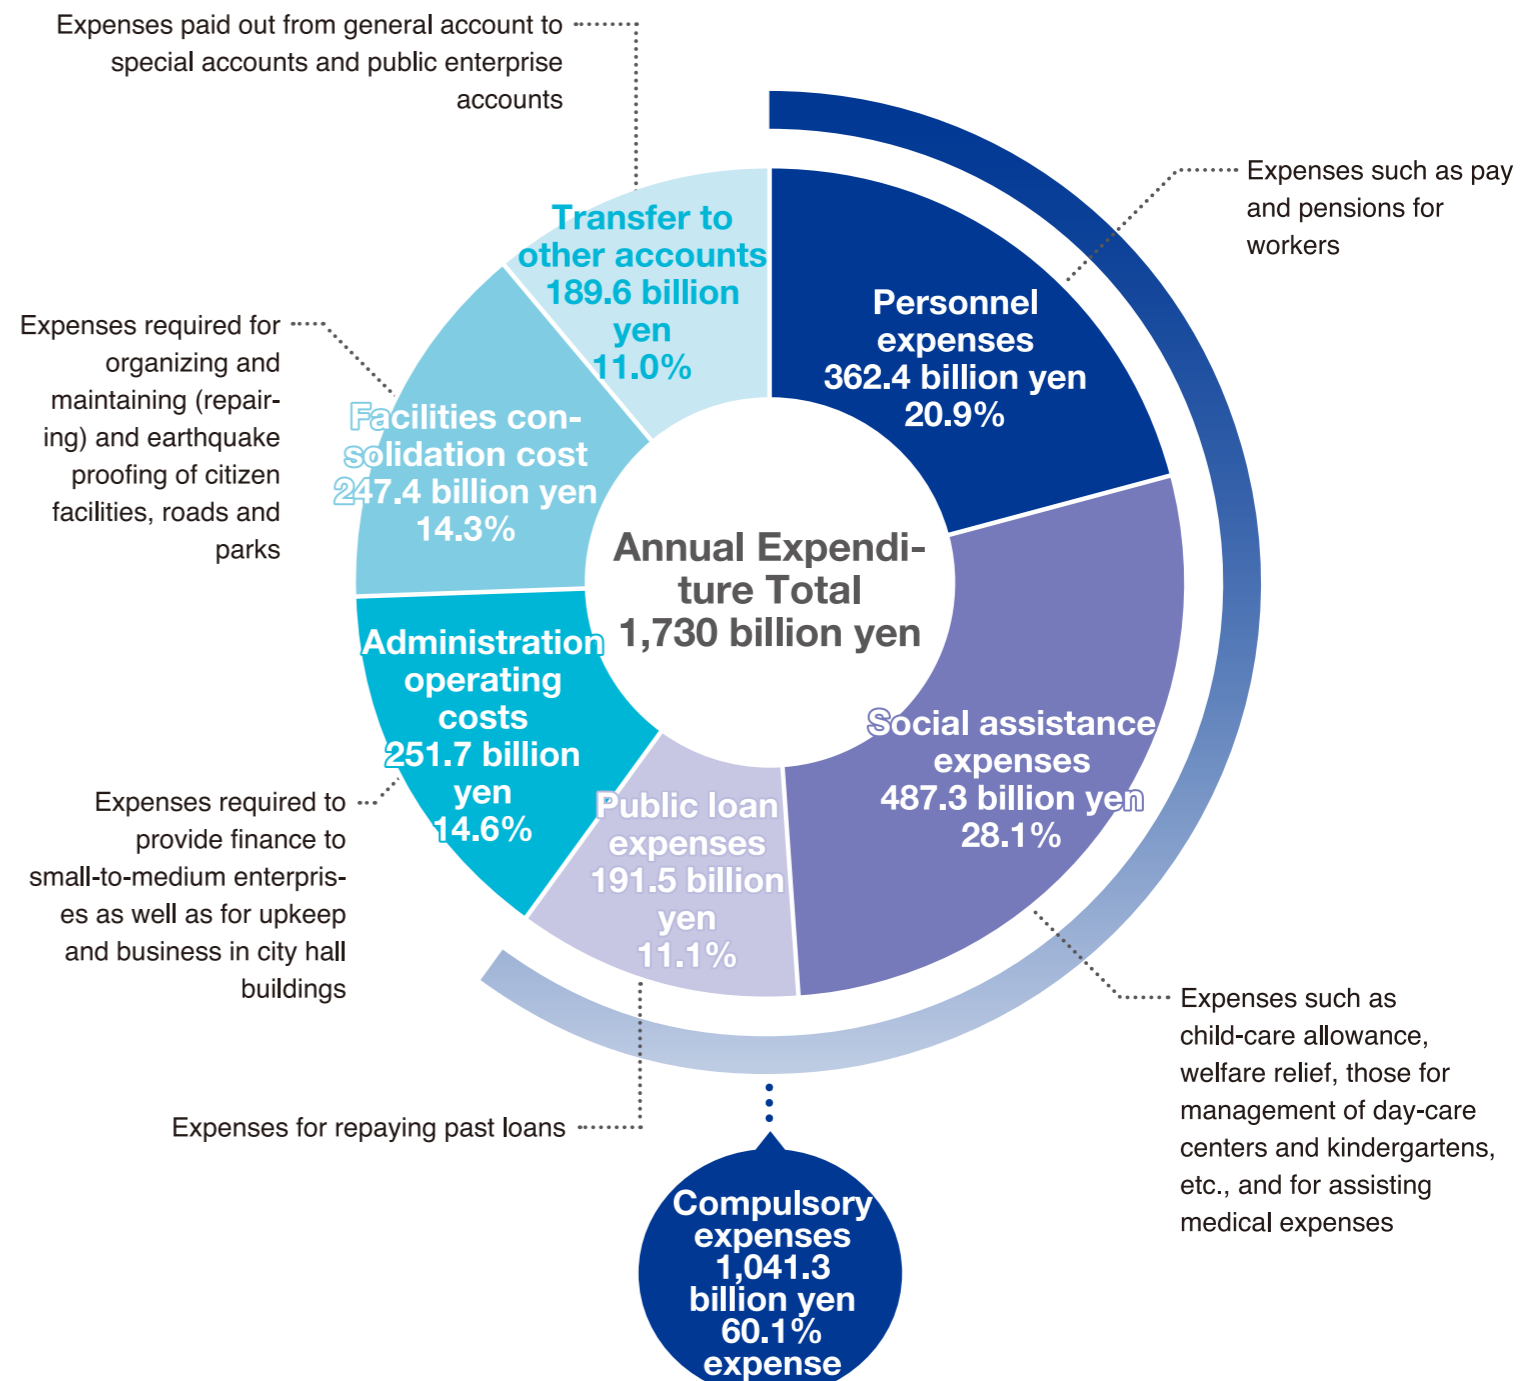 Expenses paid out from general account to
special accounts and public enterprise
accounts
Expenses such as pay
and pensions for
workers
Transfer to
other accounts
189.6 billion
yen
11.0%
Personnel
expenses
362.4 billion yen
20.9%
Expenses required for
organizing and
maintaining (repair-
ing) and earthquake
proofing of citizen
facilities, roads and
parks
Facilities con-
solidation cost
247.4 billion yen
14.3%
Annual Expendi-
ture Total
1,730 billion yen
Administration
operating
costs
251.7 billion
yen
14.6%
Social assistance
expenses
487.3 billion yen
28.1%
Public loan
expenses
191.5 billion
yen
11.1%
Expenses required to
provide finance to
small-to-medium enterpris-
es as well as for upkeep
and business in city hall
buildings
Expenses such as
child-care allowance,
welfare relief, those for
management of day-care
centers and kindergartens,
etc., and for assisting
medical expenses
Expenses for repaying past loans
Compulsory
expenses
1,041.3
billion yen
60.1%
expense